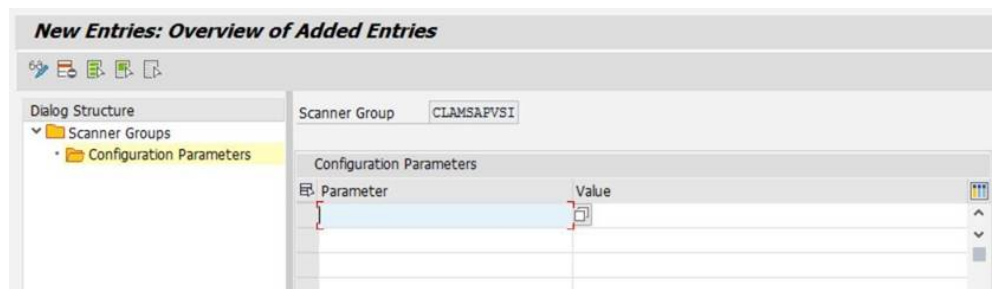 New Entries: Overview of Added Entries
Dialog Structure
Scanner Groups
Configuration Parameters
Scanner Group CLAMSAPVSI
Configuration Parameters
Parameter Value